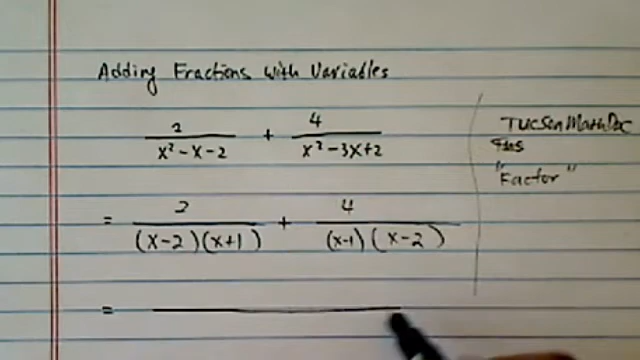 Adding Fractions with Variables
2 / (x² - x - 2) + 4 / (x² - 3x + 2)
= 2 / ((x-2)(x+1)) + 4 / ((x-1)(x-2))
=
TucsonMathDoc
"Factor"